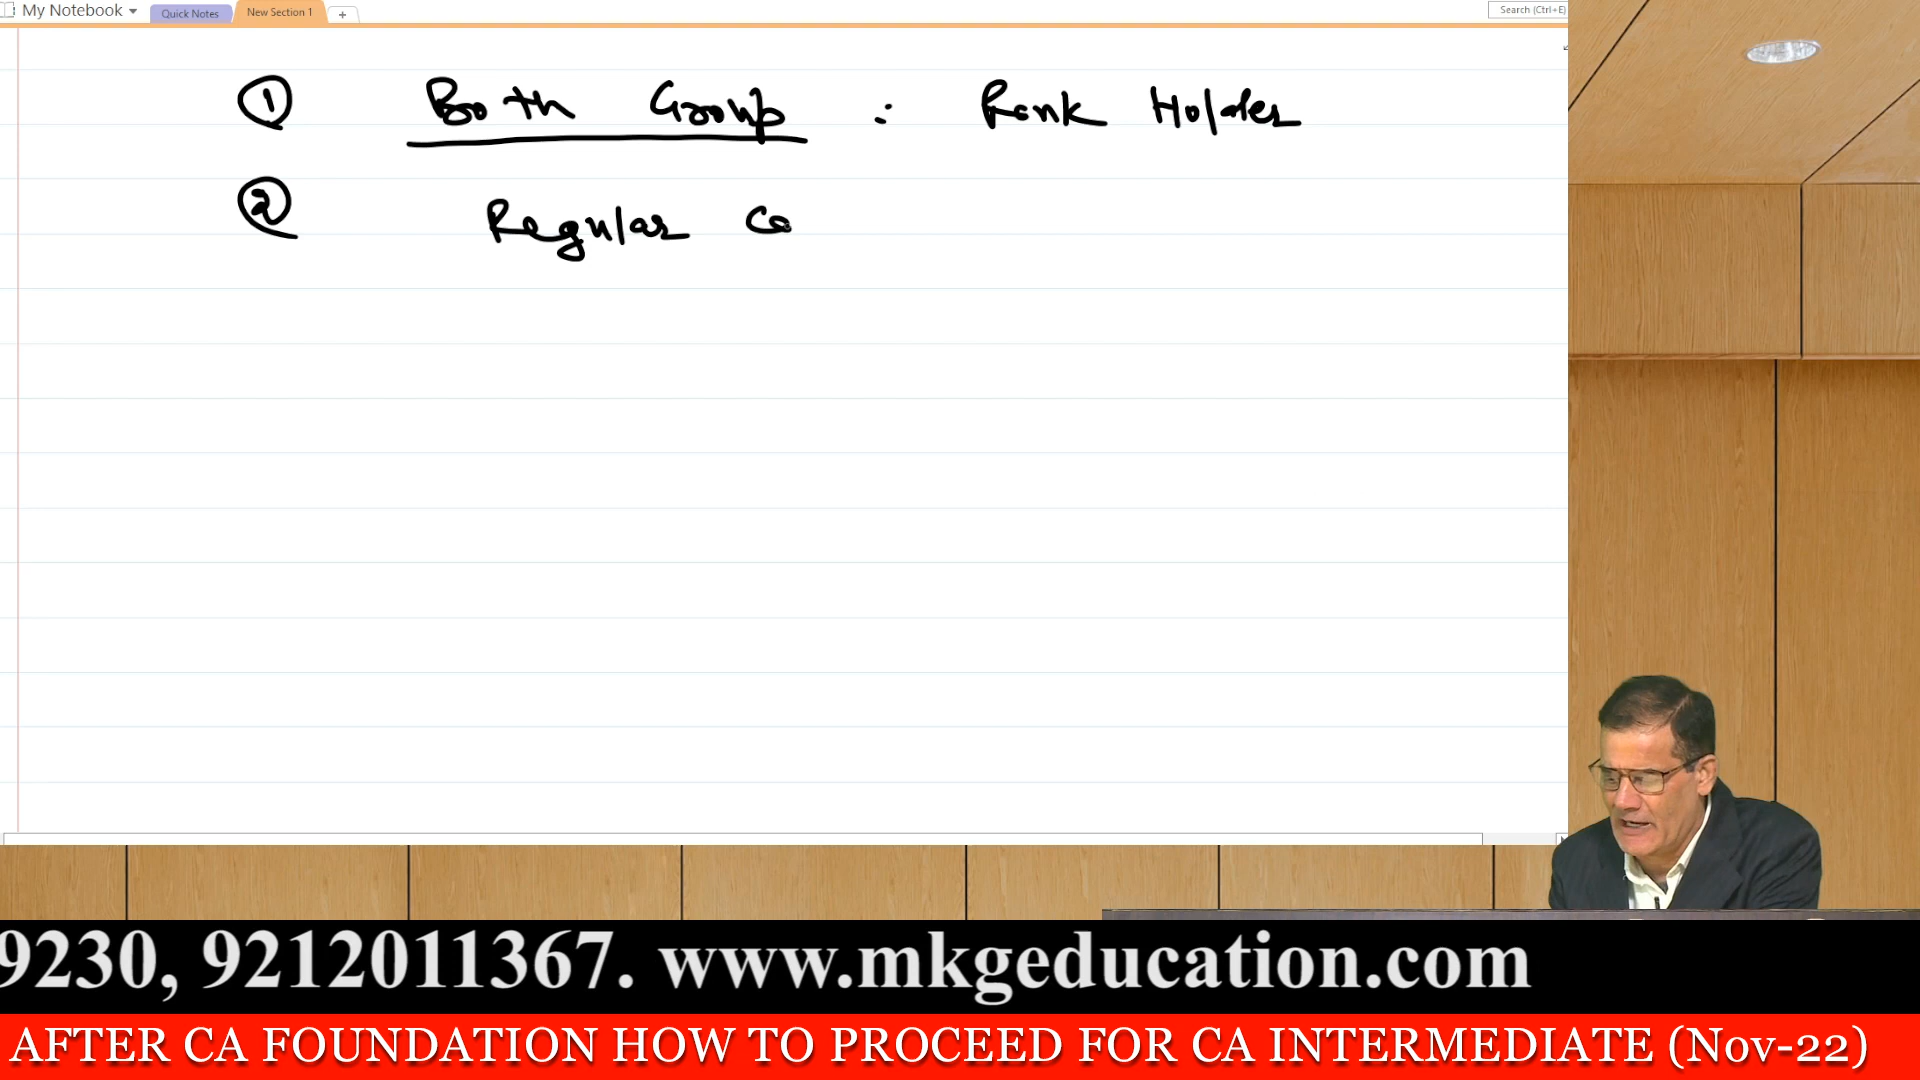 My Notebook
Quick Notes
New Section 1
Search (Ctrl+E)
1 Both Group : Rank Holder
2 Regular
9230, 9212011367. www.mkgeducation.com
AFTER CA FOUNDATION HOW TO PROCEED FOR CA INTERMEDIATE (Nov-22)